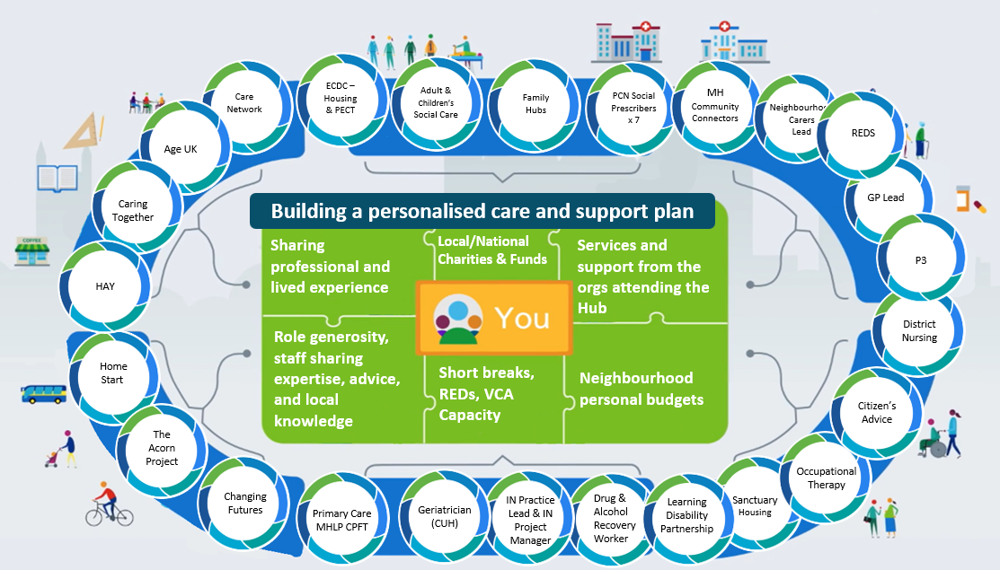 Care
Network
ECDC –
Housing
& PECT
Adult &
Children's
Social Care
Family
Hubs
PCN Social
Prescribers
x 7
MH
Community
Connectors
Neighbourhoo
Carers
Lead
REDS
GP Lead
P3
District
Nursing
Citizen's
Advice
Occupational
Therapy
Sanctuary
Housing
Learning
Disability
Partnership
Drug &
Alcohol
Recovery
Worker
IN Practice
Lead & IN
Project
Manager
Geriatrician
(CUH)
Primary Care
MHLP CPFT
Changing
Futures
The
Acorn
Project
Home
Start
HAY
Caring
Together
Age UK
COFFEE
Building a personalised care and support plan
Sharing
professional and
lived experience
Local/National
Charities & Funds
Services and
support from the
orgs attending the
Hub
You
Role generosity,
staff sharing
expertise, advice,
and local
knowledge
Short breaks,
REDs, VCA
Capacity
Neighbourhood
personal budgets